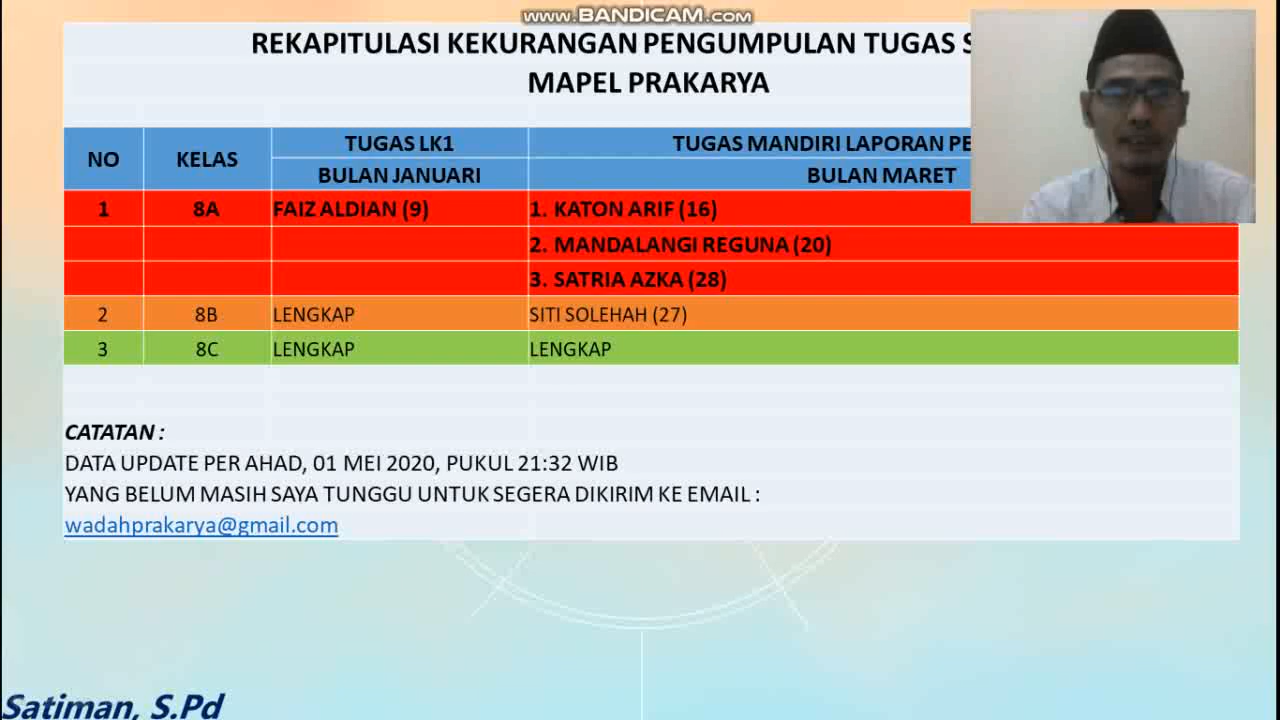 WWW.BANDICAM.COM
REKAPITULASI KEKURANGAN PENGUMPULAN TUGAS
MAPEL PRAKARYA
NO KELAS TUGAS LK1 TUGAS MANDIRI LAPORAN
BULAN JANUARI BULAN MARET
1 8A FAIZ ALDIAN (9) 1. KATON ARIF (16)
2. MANDALANGI REGUNA (20)
3. SATRIA AZKA (28)
2 8B LENGKAP SITI SOLEHAH (27)
3 8C LENGKAP LENGKAP
CATATAN :
DATA UPDATE PER AHAD, 01 MEI 2020, PUKUL 21:32 WIB
YANG BELUM MASIH SAYA TUNGGU UNTUK SEGERA DIKIRIM KE EMAIL :
wadahprakarya@gmail.com
Satiman, S.Pd